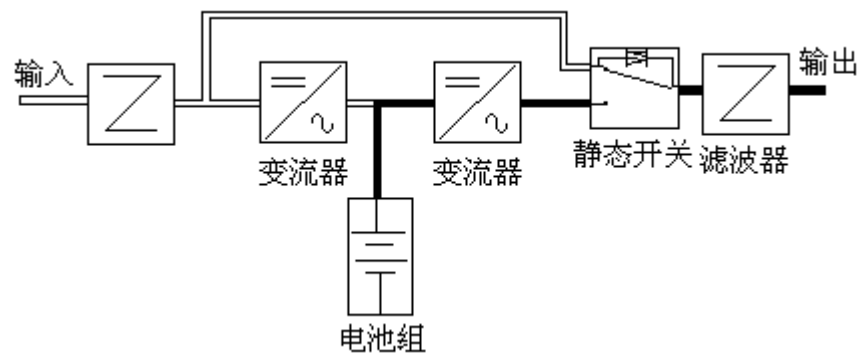 输入
输出
变流器
变流器
静态开关
滤波器
电池组